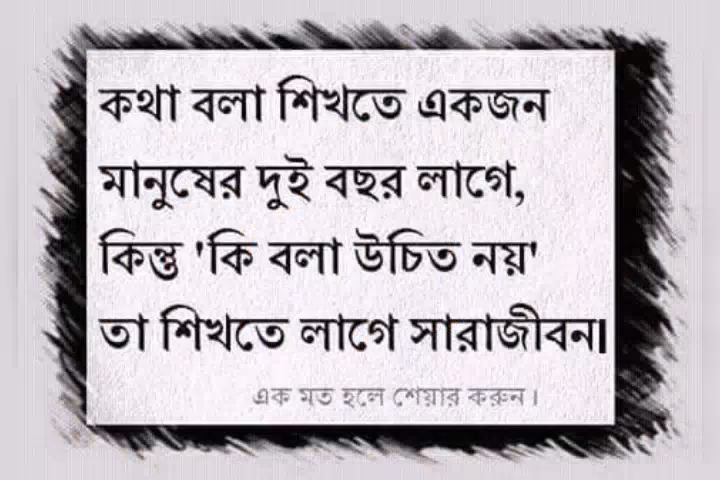 কথা বলা শিখতে একজন
মানুষের দুই বছর লাগে,
কিন্তু 'কি বলা উচিত নয়'
তা শিখতে লাগে সারাজীবন।
এক মত হলে শেয়ার করুন।